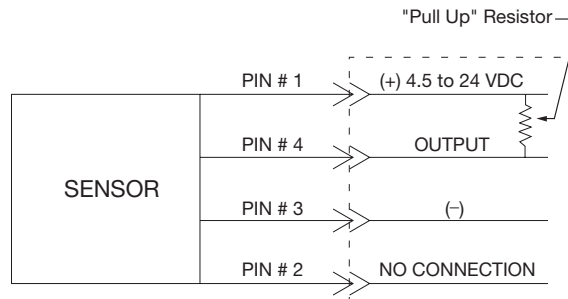 "Pull Up" Resistor
PIN # 1 (+) 4.5 to 24 VDC
PIN # 4 OUTPUT
SENSOR
PIN # 3 (–)
PIN # 2 NO CONNECTION